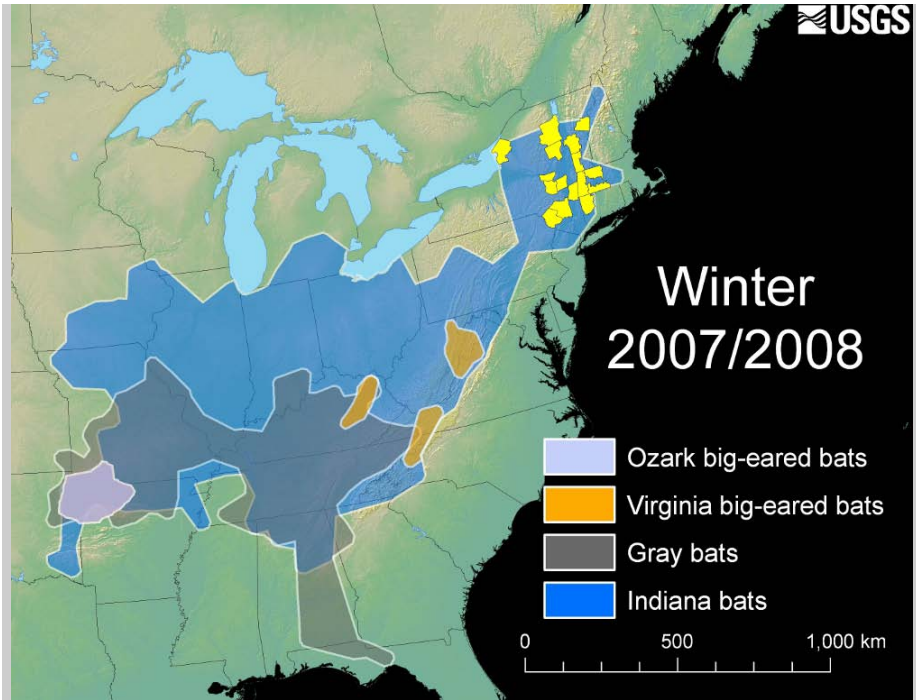 USGS
Winter
2007/2008
Ozark big-eared bats
Virginia big-eared bats
Gray bats
Indiana bats
0 500 1,000 km